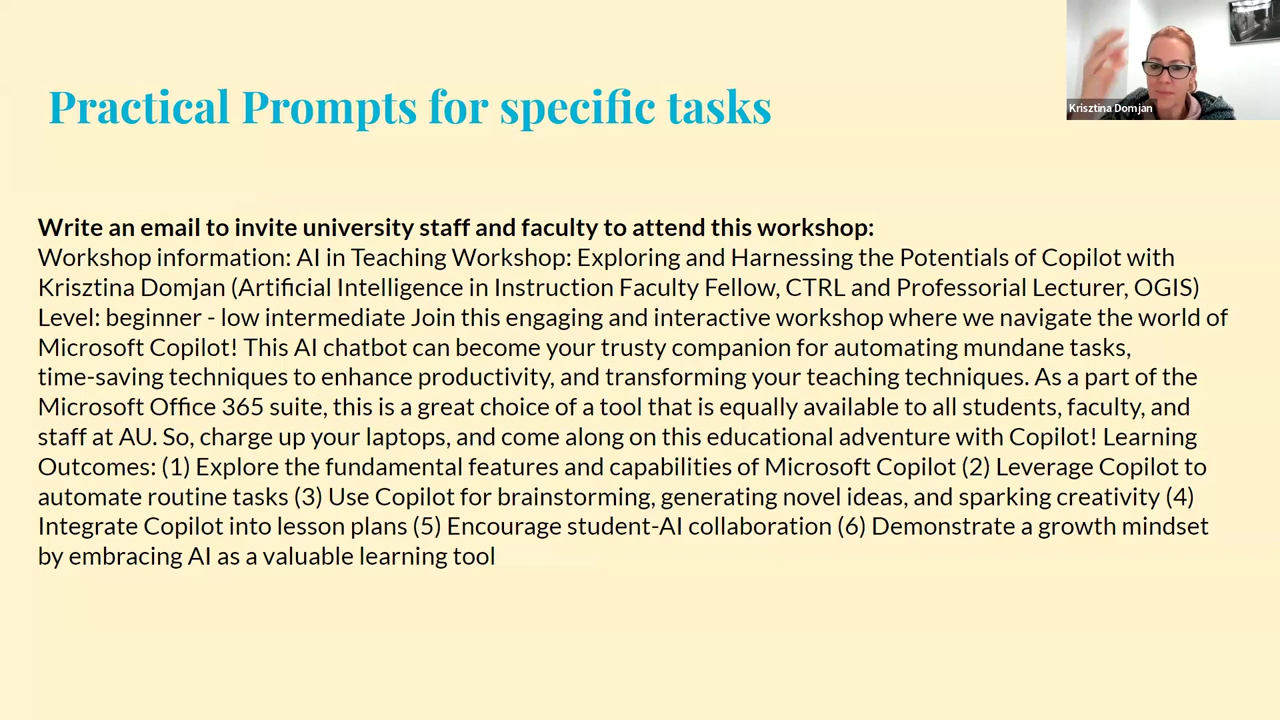 Practical Prompts for specific tasks
Krisztina Domjan
Write an email to invite university staff and faculty to attend this workshop:
Workshop information: AI in Teaching Workshop: Exploring and Harnessing the Potentials of Copilot with
Krisztina Domjan (Artificial Intelligence in Instruction Faculty Fellow, CTRL and Professorial Lecturer, OGIS)
Level: beginner - low intermediate Join this engaging and interactive workshop where we navigate the world of
Microsoft Copilot! This AI chatbot can become your trusty companion for automating mundane tasks,
time-saving techniques to enhance productivity, and transforming your teaching techniques. As a part of the
Microsoft Office 365 suite, this is a great choice of a tool that is equally available to all students, faculty, and
staff at AU. So, charge up your laptops, and come along on this educational adventure with Copilot! Learning
Outcomes: (1) Explore the fundamental features and capabilities of Microsoft Copilot (2) Leverage Copilot to
automate routine tasks (3) Use Copilot for brainstorming, generating novel ideas, and sparking creativity (4)
Integrate Copilot into lesson plans (5) Encourage student-AI collaboration (6) Demonstrate a growth mindset
by embracing AI as a valuable learning tool